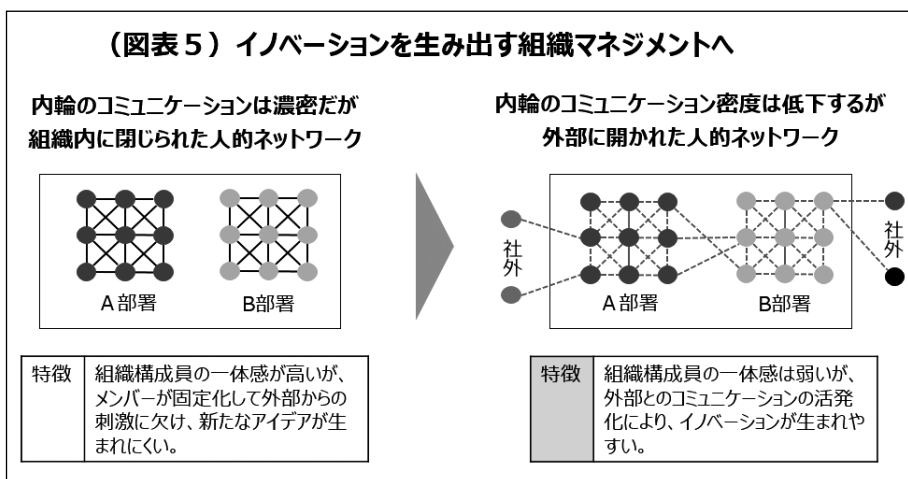 （図表５）イノベーションを生み出す組織マネジメントへ
内輪のコミュニケーションは濃密だが
組織内に閉じられた人的ネットワーク
A部署
B部署
特徴
組織構成員の一体感が高いが、
メンバーが固定化して外部からの
刺激に欠け、新たなアイデアが生
まれにくい。
内輪のコミュニケーション密度は低下するが
外部に開かれた人的ネットワーク
社外
A部署
B部署
社外
特徴
組織構成員の一体感は弱いが、
外部とのコミュニケーションの活発
化により、イノベーションが生まれや
すい。